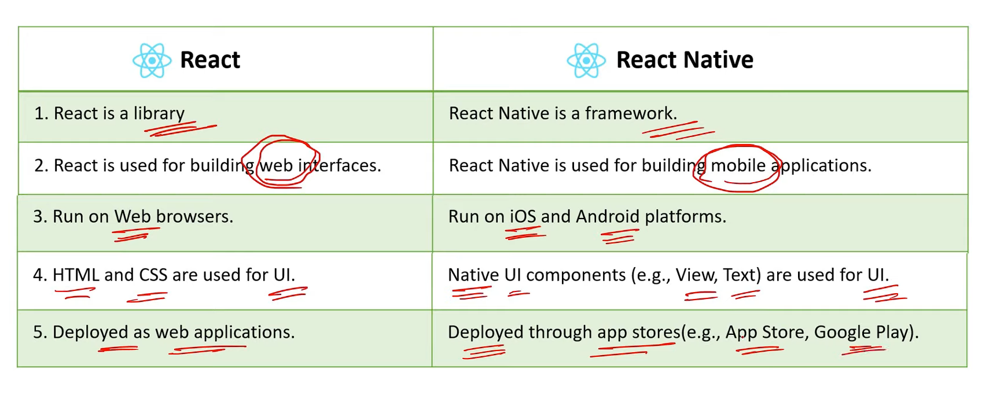 React
React Native
1. React is a library
React Native is a framework.
2. React is used for building web interfaces.
React Native is used for building mobile applications.
3. Run on Web browsers.
Run on iOS and Android platforms.
4. HTML and CSS are used for UI.
Native UI components (e.g., View, Text) are used for UI.
5. Deployed as web applications.
Deployed through app stores(e.g., App Store, Google Play).